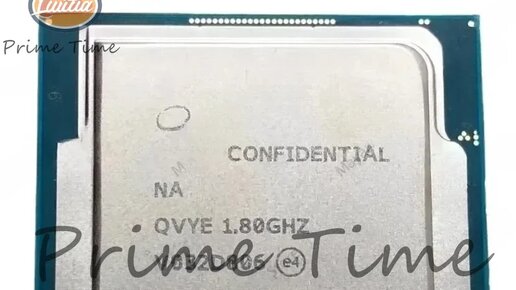 Prime Time
CONFIDENTIAL
NA
QVYE 1.80GHZ
Prime Time
e4